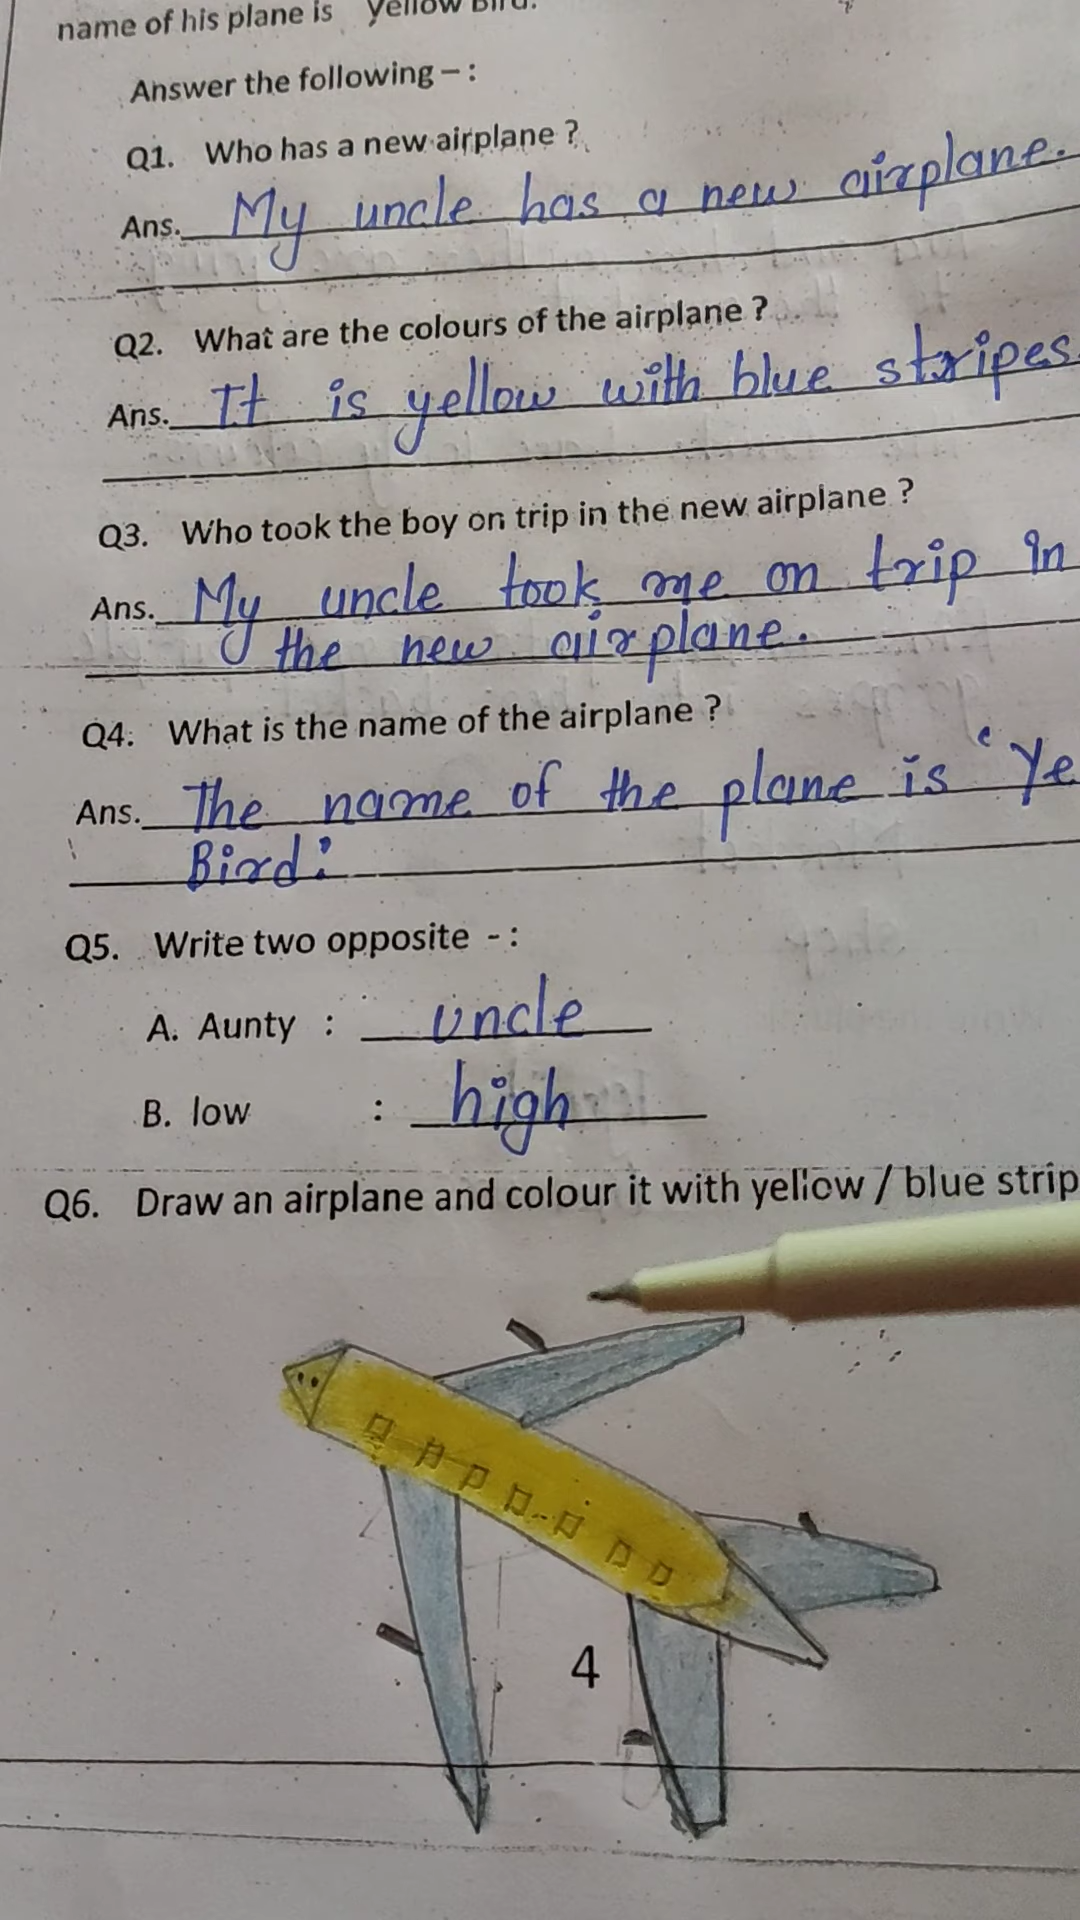 name of his plane is Yellow Bird.
Answer the following – :
Q1. Who has a new airplane ?
Ans. My uncle has a new airplane.
Q2. What are the colours of the airplane ?
Ans. It is yellow with blue stripes
Q3. Who took the boy on trip in the new airplane ?
Ans. My uncle took me on trip in
the new airplane.
Q4. What is the name of the airplane ?
Ans. The name of the plane is ‘Ye
Bird’.
Q5. Write two opposite - :
A. Aunty : uncle
B. low : high
Q6. Draw an airplane and colour it with yellow / blue strip
4